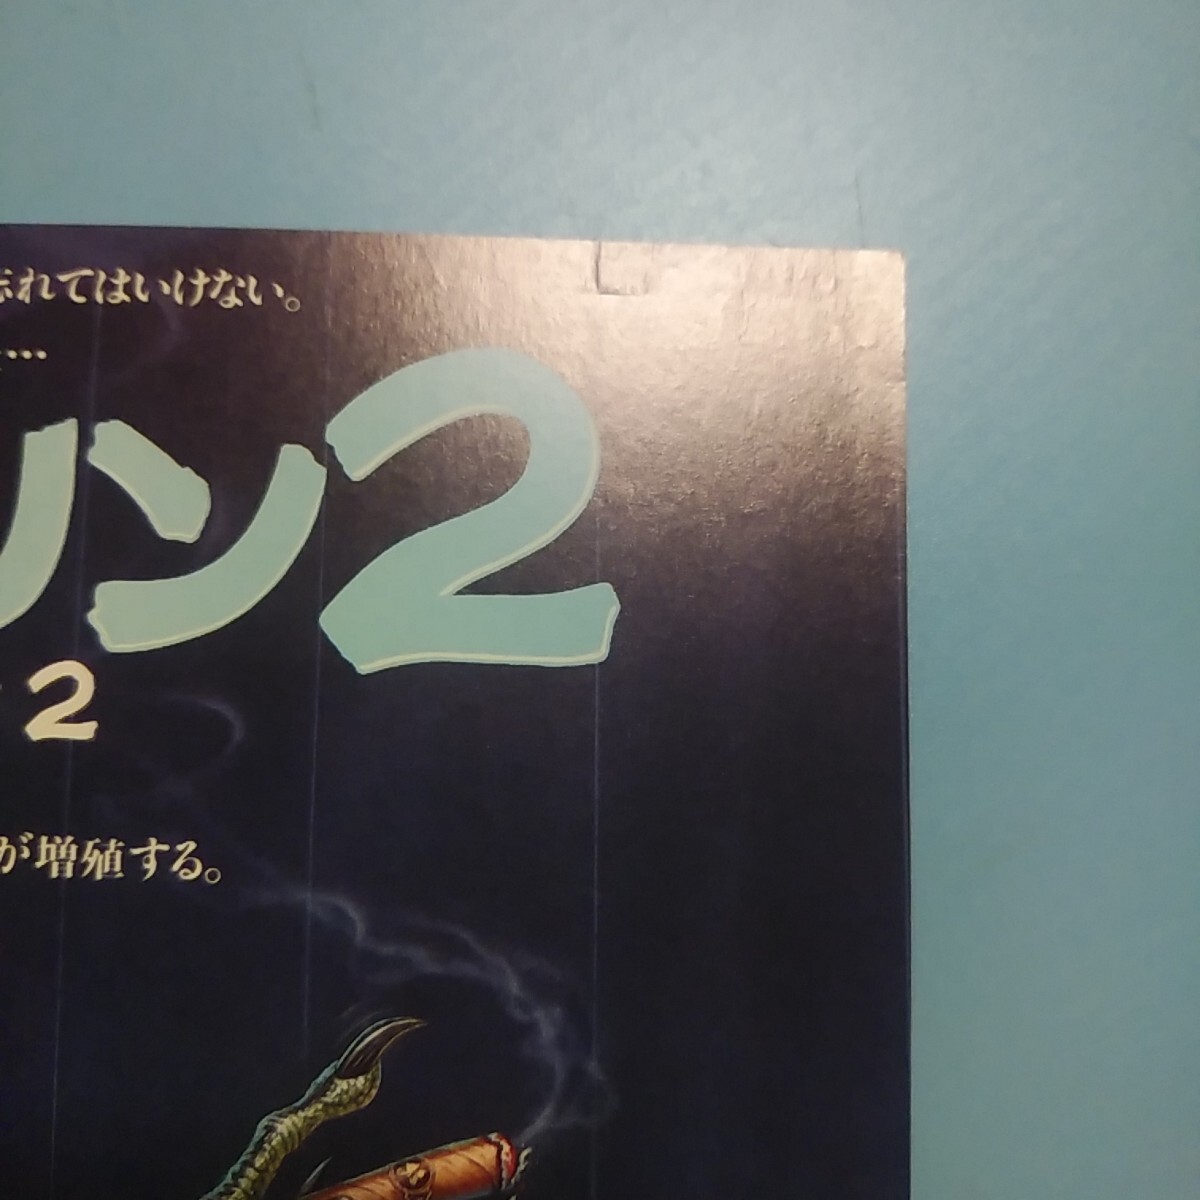 忘れてはいけない。
…
リン2
2
が増殖する。